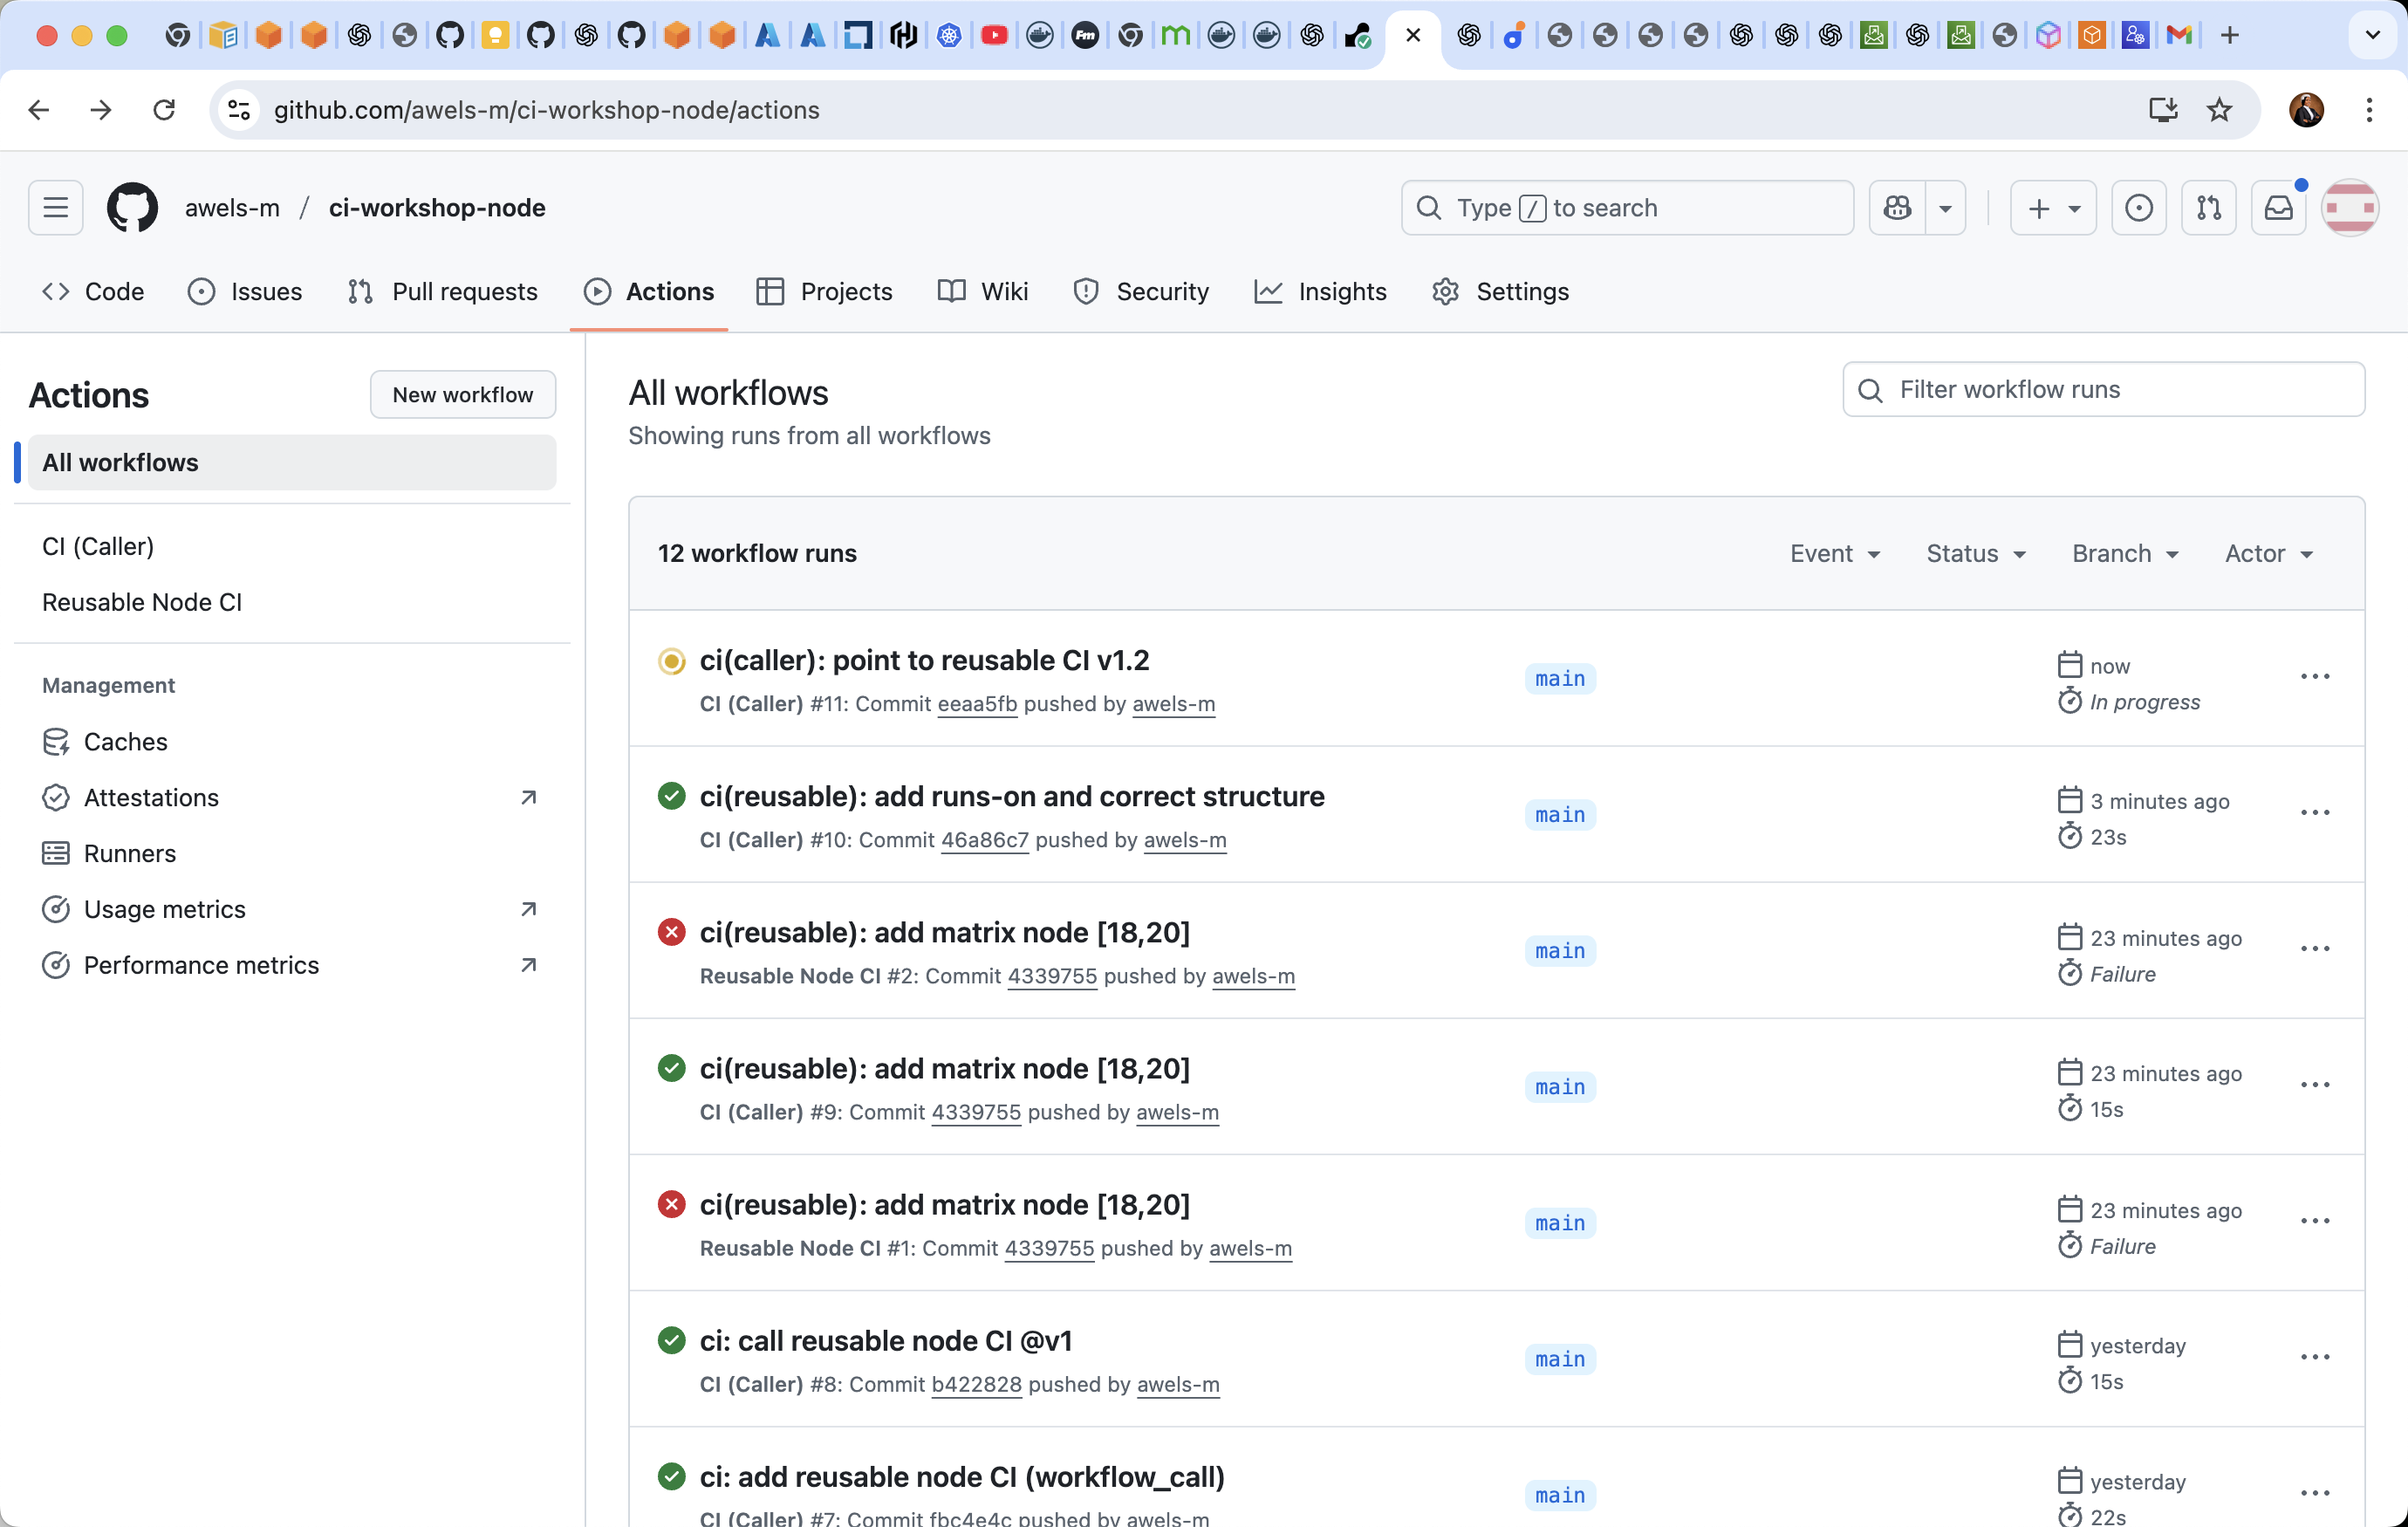 Fm
github.com/awels-m/ci-workshop-node/actions
awels-m / ci-workshop-node
Type / to search
Code
Issues
Pull requests
Actions
Projects
Wiki
Security
Insights
Settings
Actions
New workflow
All workflows
CI (Caller)
Reusable Node CI
Management
Caches
Attestations
Runners
Usage metrics
Performance metrics
All workflows
Showing runs from all workflows
Filter workflow runs
12 workflow runs
Event
Status
Branch
Actor
ci(caller): point to reusable CI v1.2
CI (Caller) #11: Commit eeaa5fb pushed by awels-m
main
now
In progress
ci(reusable): add runs-on and correct structure
CI (Caller) #10: Commit 46a86c7 pushed by awels-m
main
3 minutes ago
23s
ci(reusable): add matrix node [18,20]
Reusable Node CI #2: Commit 4339755 pushed by awels-m
main
23 minutes ago
Failure
ci(reusable): add matrix node [18,20]
CI (Caller) #9: Commit 4339755 pushed by awels-m
main
23 minutes ago
15s
ci(reusable): add matrix node [18,20]
Reusable Node CI #1: Commit 4339755 pushed by awels-m
main
23 minutes ago
Failure
ci: call reusable node CI @v1
CI (Caller) #8: Commit b422828 pushed by awels-m
main
yesterday
15s
ci: add reusable node CI (workflow_call)
CI (Caller) #7: Commit fbc4e4c pushed by awels-m
main
yesterday
22s